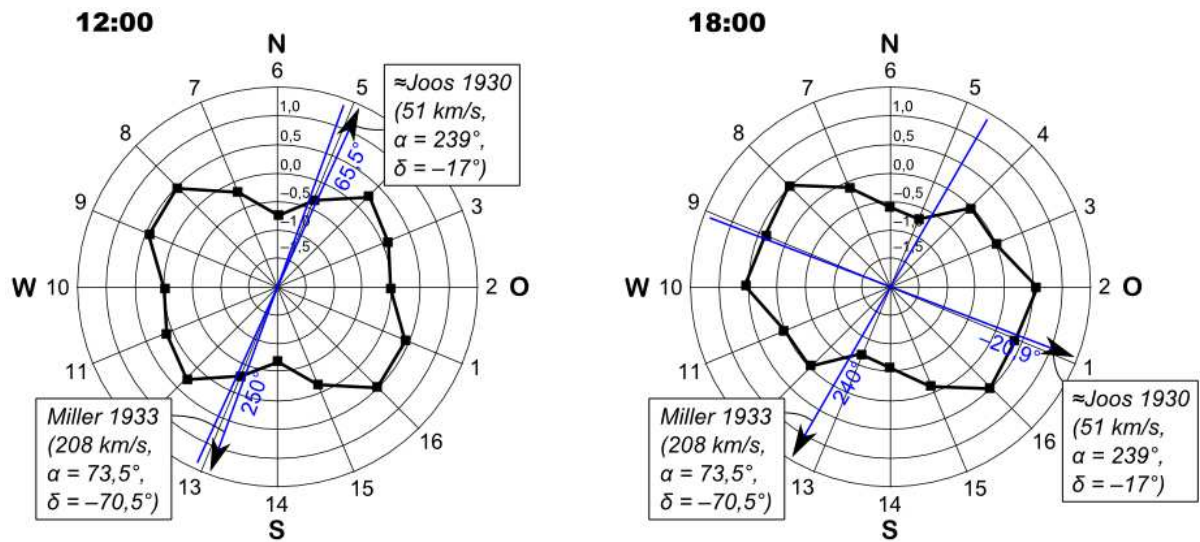 12:00
N
6
7
5
8
9
3
W
10
2
O
11
1
16
13
15
14
S
1,0
0,5
0,0
−0,5
−1,0
−1,5
65,5°
250°
≈Joos 1930
(51 km/s,
α = 239°,
δ = −17°)
Miller 1933
(208 km/s,
α = 73,5°,
δ = −70,5°)
18:00
N
6
7
5
8
4
9
3
W
10
2
O
11
1
16
13
15
14
S
1,0
0,5
0,0
−0,5
−1,0
−1,5
−20,9°
240°
Miller 1933
(208 km/s,
α = 73,5°,
δ = −70,5°)
≈Joos 1930
(51 km/s,
α = 239°,
δ = −17°)